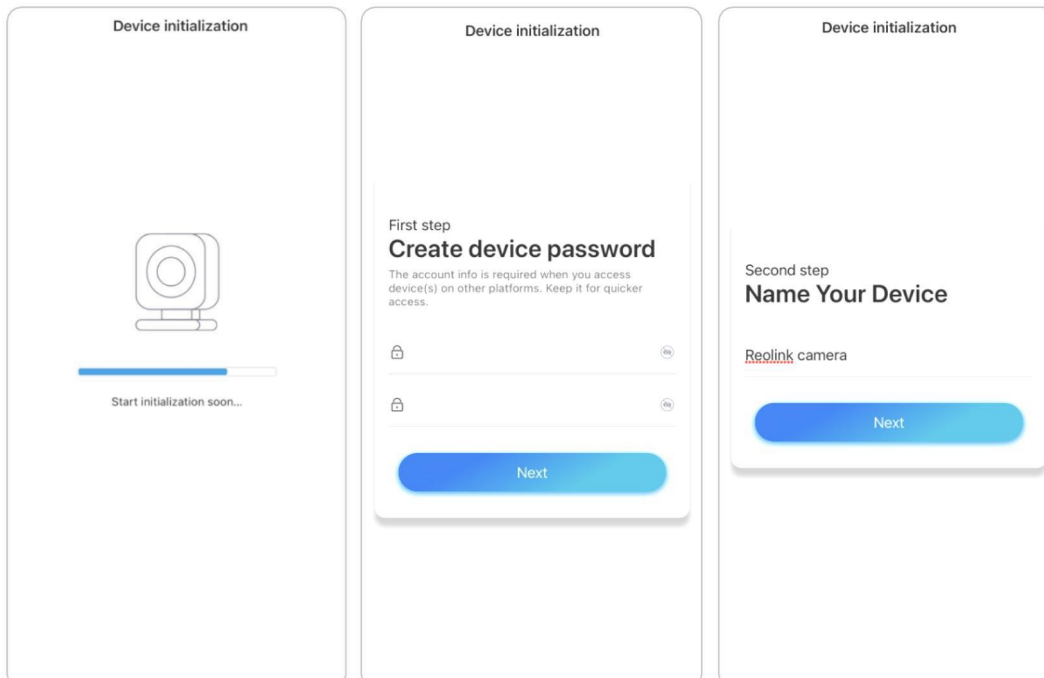 Device initialization
Start initialization soon...
Device initialization
First step
Create device password
The account info is required when you access
device(s) on other platforms. Keep it for quicker
access.
Next
Device initialization
Second step
Name Your Device
Reolink camera
Next